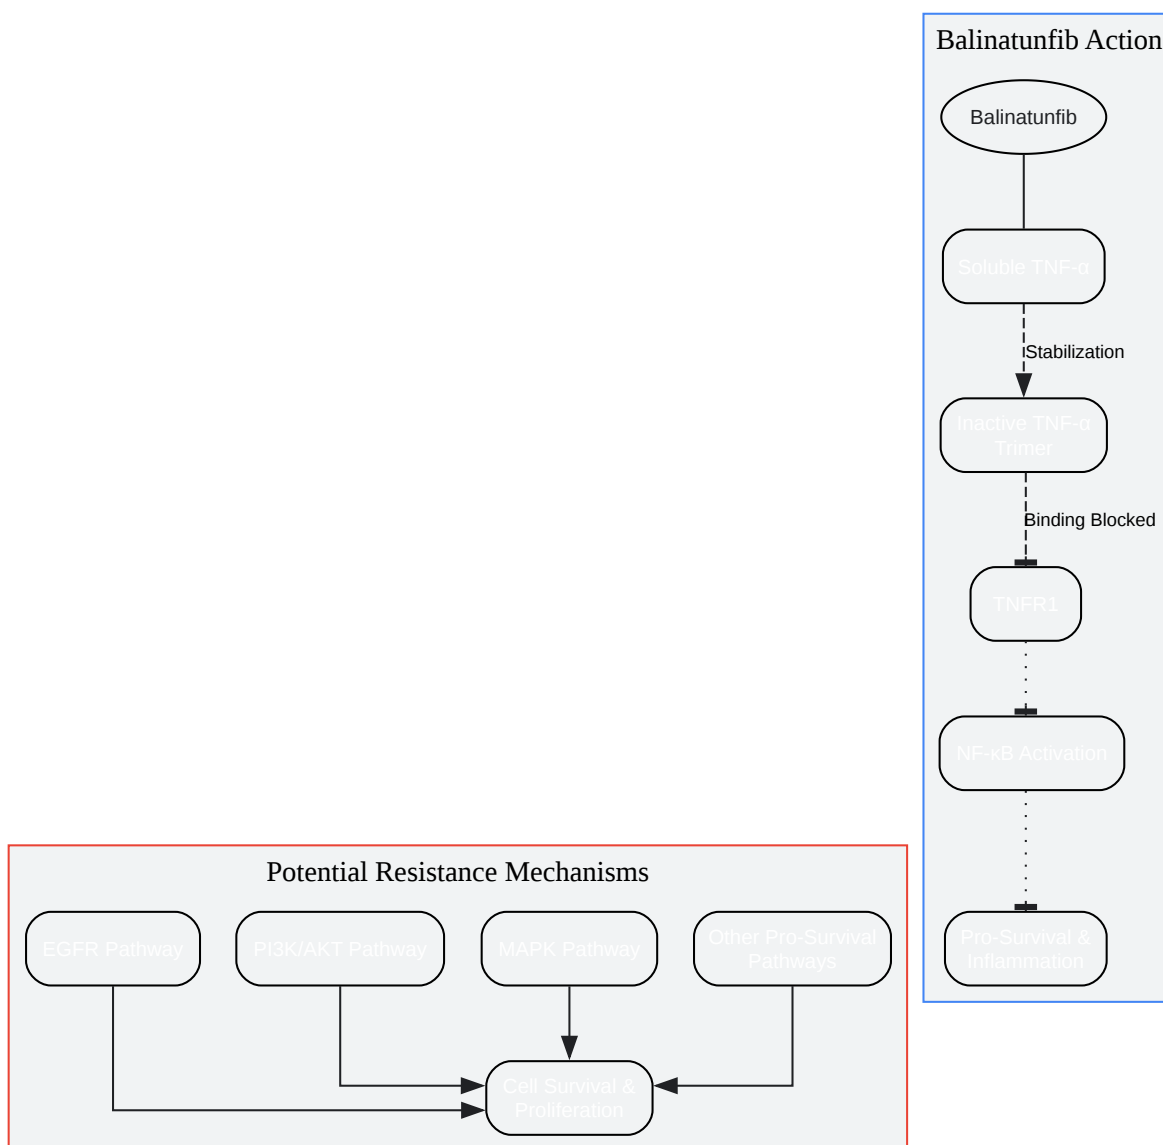 Balinatunfib Action
Balinatunfib
Soluble TNF-α
Stabilization
Inactive TNF-α
Trimer
Binding Blocked
TNFR1
NF-κB Activation
Pro-Survival &
Inflammation
Potential Resistance Mechanisms
EGFR Pathway
PI3K/AKT Pathway
MAPK Pathway
Other Pro-Survival
Pathways
Cell Survival &
Proliferation